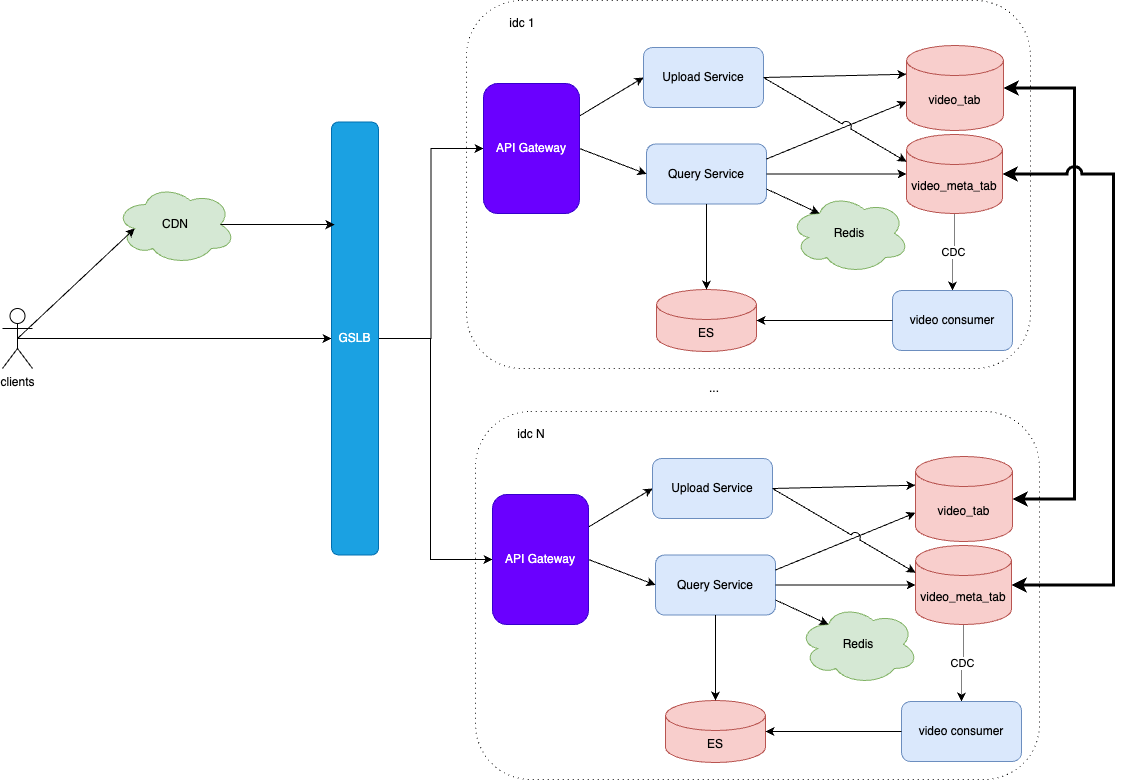 idc 1
Upload Service
video_tab
API Gateway
Query Service
video_meta_tab
CDN
Redis
CDC
ES
video consumer
GSLB
clients
...
idc N
Upload Service
video_tab
API Gateway
Query Service
video_meta_tab
Redis
CDC
ES
video consumer